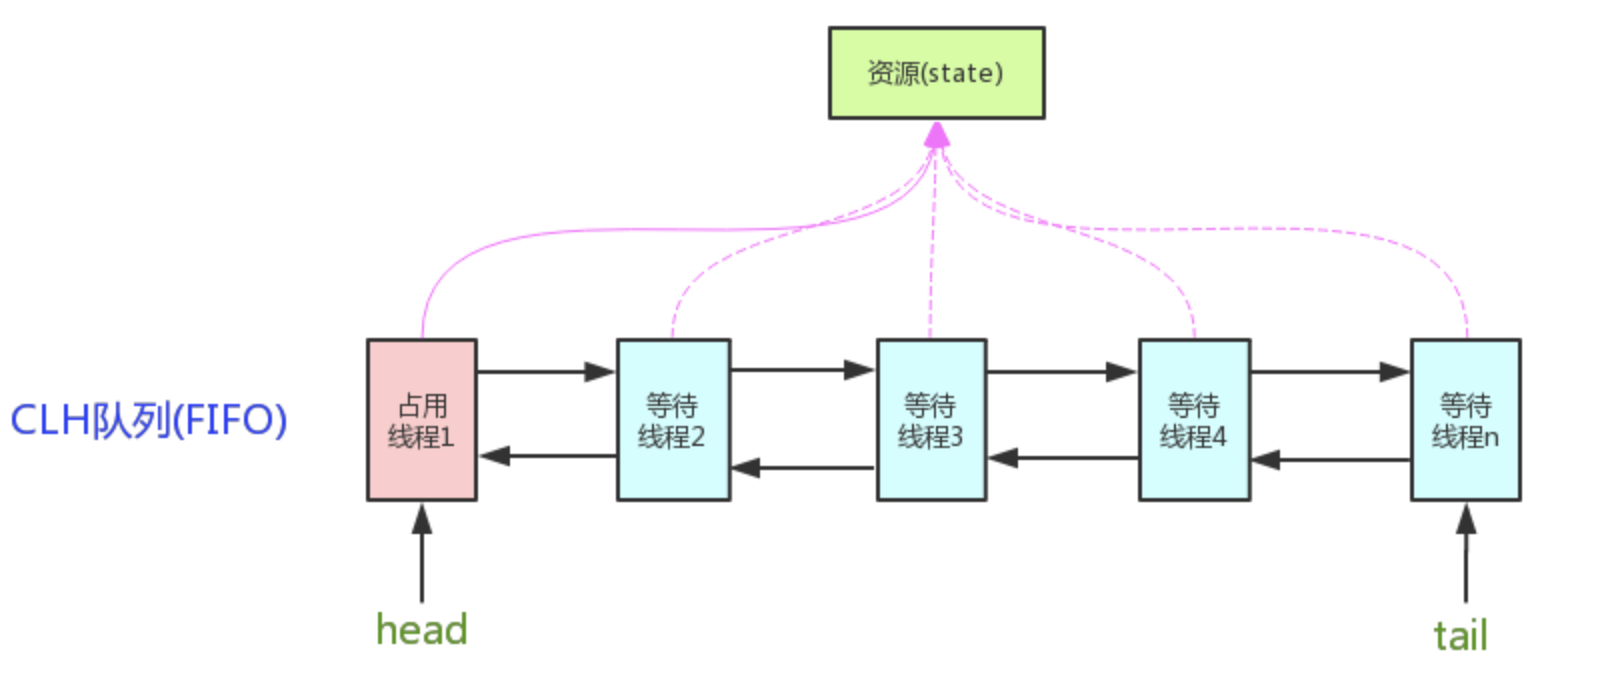 资源(state)
CLH队列(FIFO)
占用
线程1
等待
线程2
等待
线程3
等待
线程4
等待
线程n
head
tail